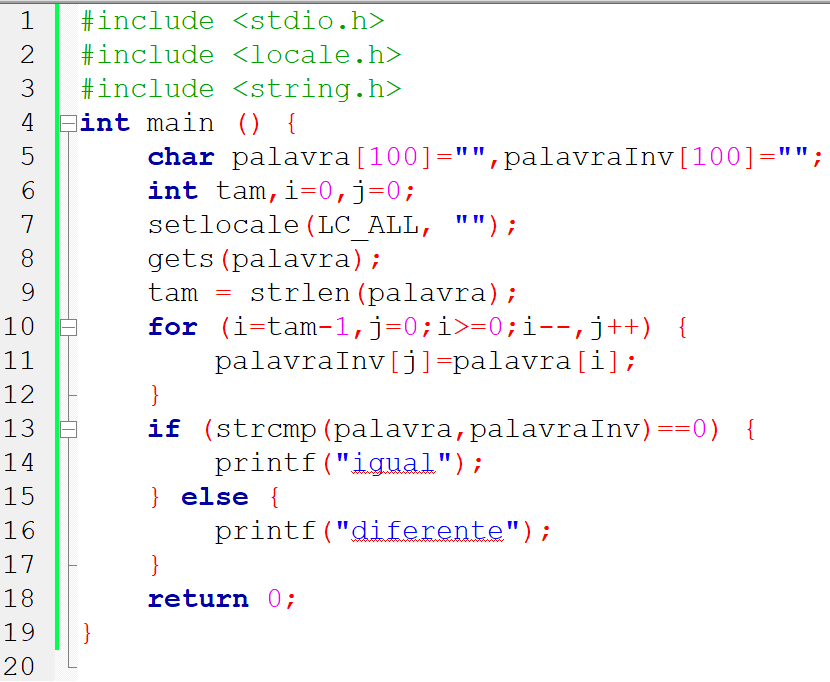 1 #include <stdio.h>
2 #include <locale.h>
3 #include <string.h>
4 int main () {
5     char palavra[100]="",palavraInv[100]="";
6     int tam,i=0,j=0;
7     setlocale(LC_ALL, "");
8     gets(palavra);
9     tam = strlen(palavra);
10     for (i=tam-1,j=0;i>=0;i--,j++) {
11         palavraInv[j]=palavra[i];
12     }
13     if (strcmp(palavra,palavraInv)==0) {
14         printf("igual");
15     } else {
16         printf("diferente");
17     }
18     return 0;
19 }
20